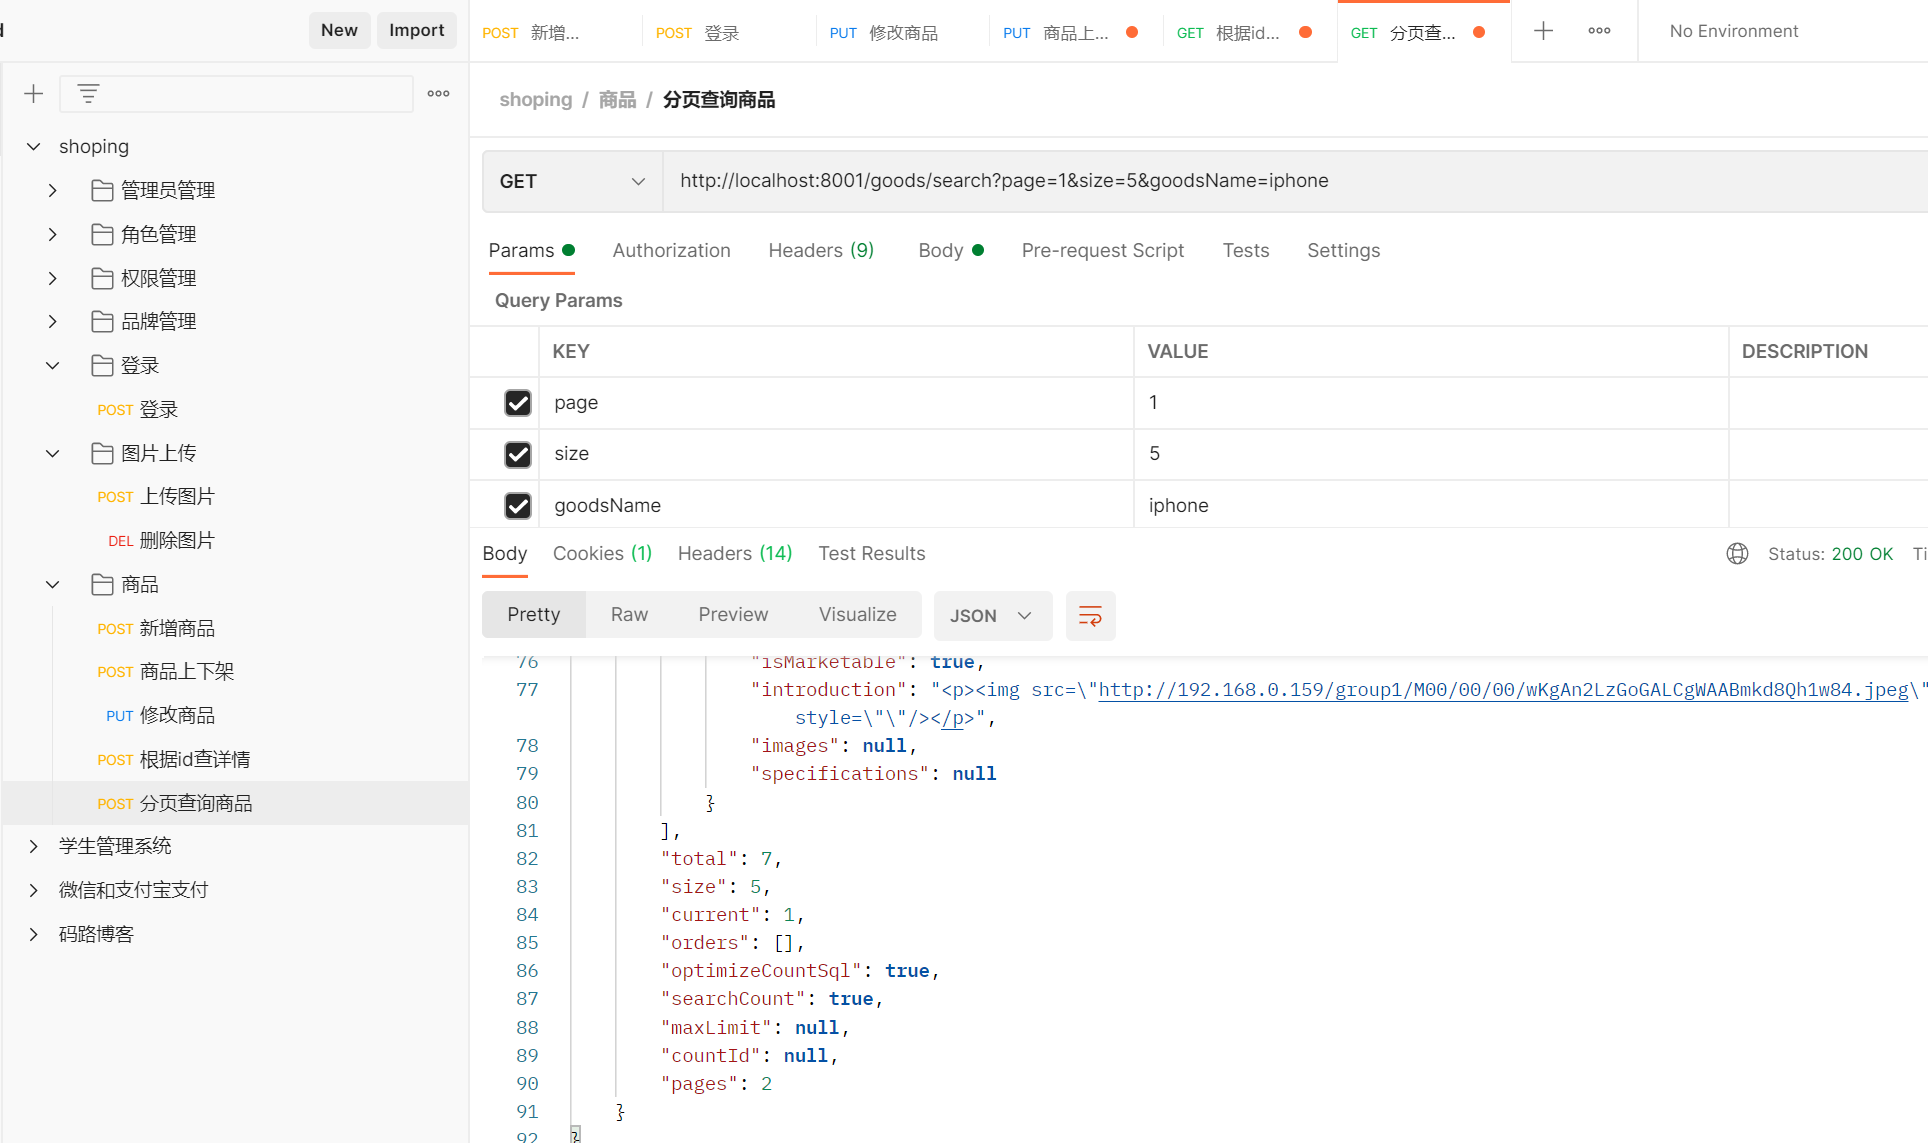 New Import
POST 新增... POST 登录 PUT 修改商品 PUT 商品上... GET 根据id... GET 分页查... No Environment
shoping / 商品 / 分页查询商品
shoping
管理员管理
角色管理
权限管理
品牌管理
登录
POST 登录
图片上传
POST 上传图片
DEL 删除图片
商品
POST 新增商品
POST 商品上下架
PUT 修改商品
POST 根据id查详情
POST 分页查询商品
学生管理系统
微信和支付宝支付
码路博客
GET http://localhost:8001/goods/search?page=1&size=5&goodsName=iphone
Params Authorization Headers (9) Body Pre-request Script Tests Settings
Query Params
KEY VALUE DESCRIPTION
page 1
size 5
goodsName iphone
Body Cookies (1) Headers (14) Test Results Status: 200 OK Ti
Pretty Raw Preview Visualize JSON
76 "isMarketable": true,
77 "introduction": "<p><img src=\"http://192.168.0.159/group1/M00/00/00/wKgAn2LzGoGALCgWAABmkd8Qh1w84.jpeg\"
style=\"\"/></p>",
78 "images": null,
79 "specifications": null
80 }
81 ],
82 "total": 7,
83 "size": 5,
84 "current": 1,
85 "orders": [],
86 "optimizeCountSql": true,
87 "searchCount": true,
88 "maxLimit": null,
89 "countId": null,
90 "pages": 2
91 }
92 }